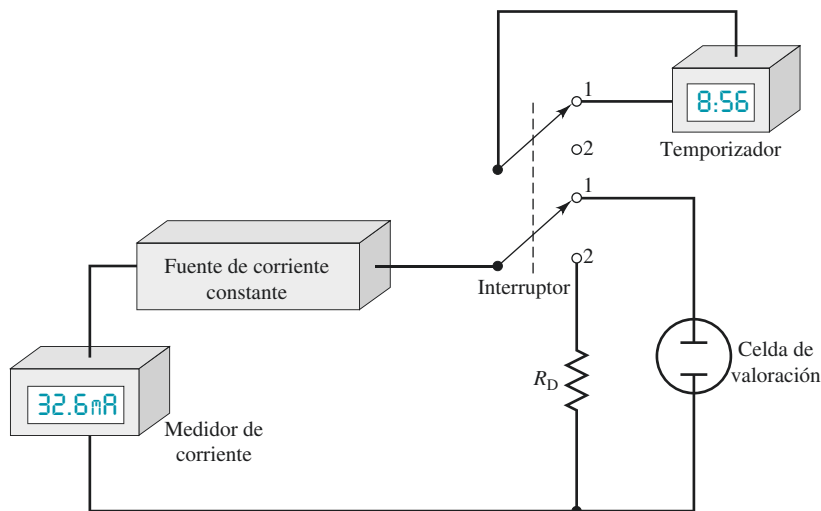 1
8:56
2
Temporizador
1
Fuente de corriente
constante
2
Interruptor
R_D
Celda de
valoración
32.6mA
Medidor de
corriente